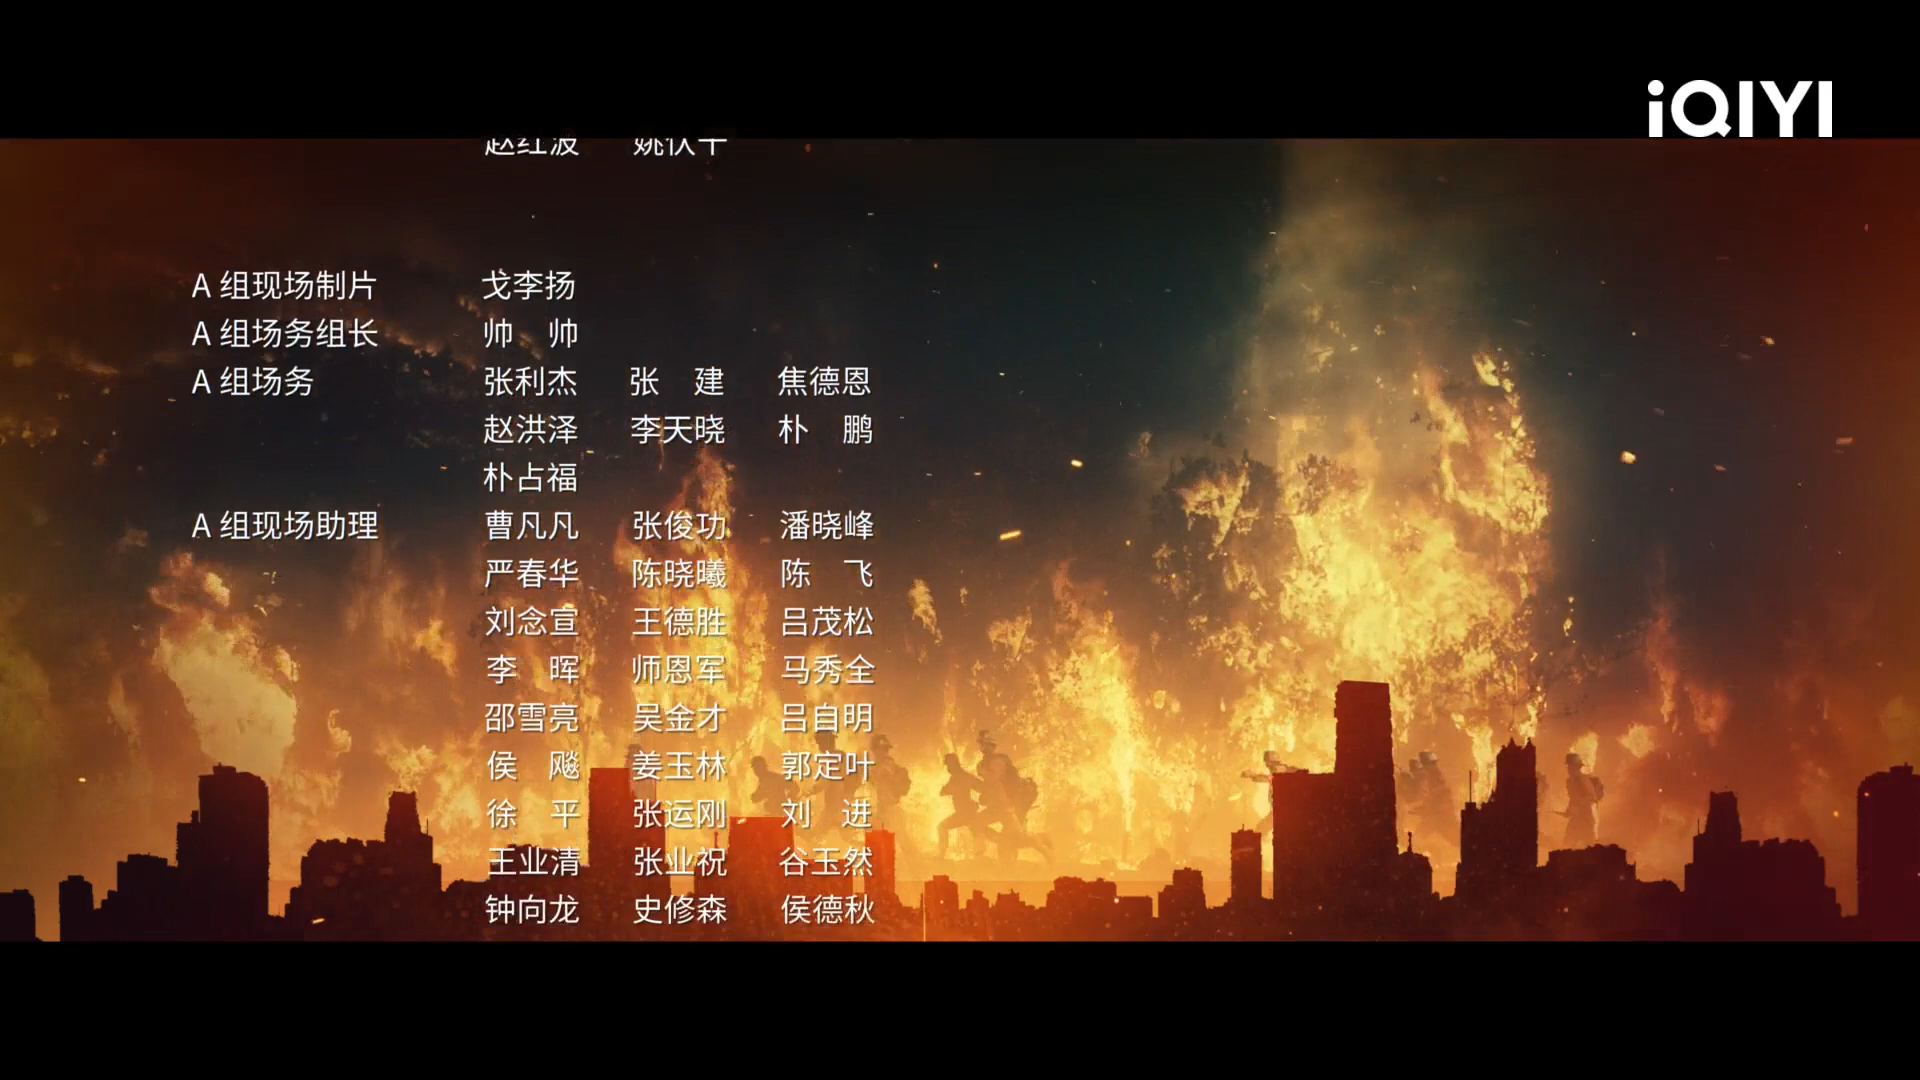 iQIYI
赵红波 姚伏牛
A 组现场制片 戈李扬
A 组场务组长 帅 帅
A 组场务 张利杰 张 建 焦德恩
赵洪泽 李天晓 朴 鹏
朴占福
A 组现场助理 曹凡凡 张俊功 潘晓峰
严春华 陈晓曦 陈 飞
刘念宣 王德胜 吕茂松
李 晖 师恩军 马秀全
邵雪亮 吴金才 吕自明
侯 飚 姜玉林 郭定叶
徐 平 张运刚 刘 进
王业清 张业祝 谷玉然
钟向龙 史修森 侯德秋